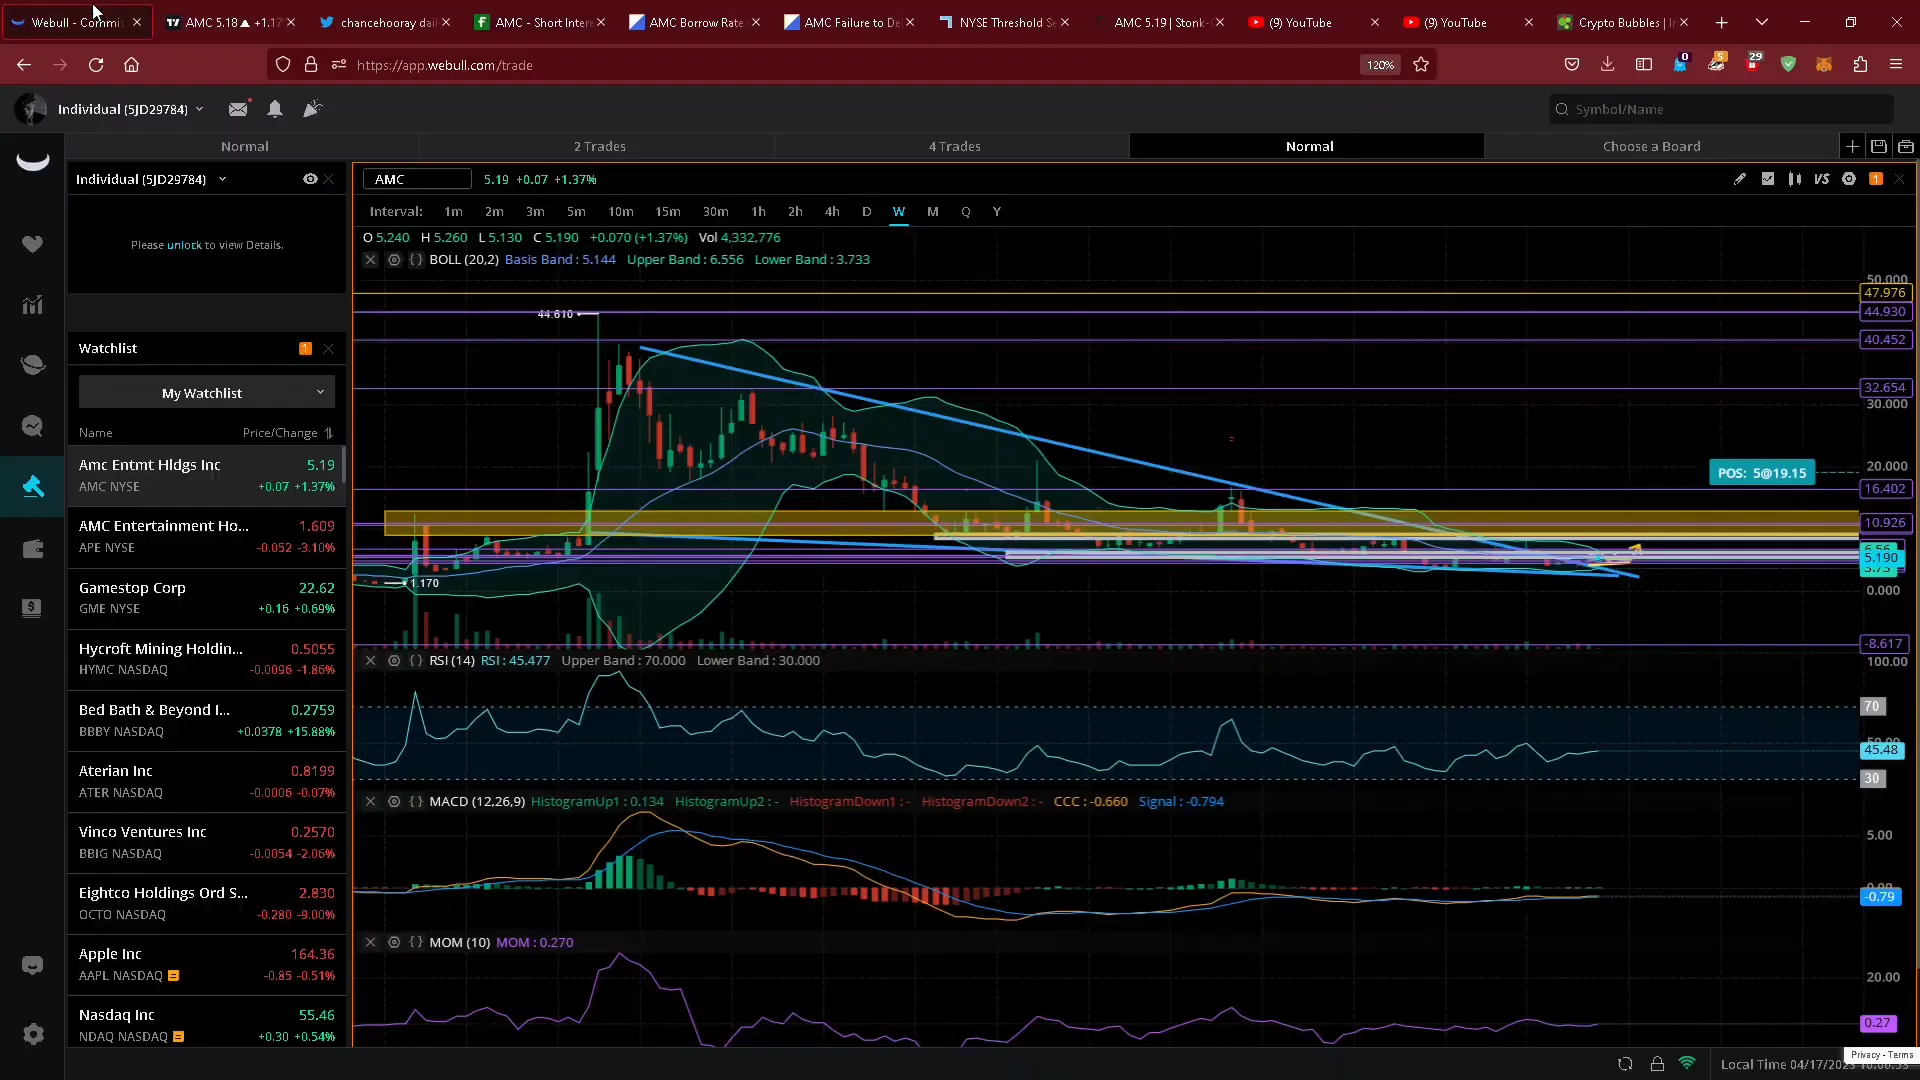 Webull - Commis
AMC 5.18▲ +1.1
chancehooray dai
AMC - Short Inter
AMC Borrow Rate
AMC Failure to De
NYSE Threshold Se
AMC 5.19 | Stonk-
(9) YouTube
(9) YouTube
Crypto Bubbles | I
https://app.webull.com/trade
120%
0
5
29
Individual (5JD29784)
Symbol/Name
Normal
2 Trades
4 Trades
Normal
Choose a Board
Individual (5JD29784)
Please unlock to view Details.
AMC
5.19 +0.07 +1.37%
VS
1
Interval: 1m 2m 3m 5m 10m 15m 30m 1h 2h 4h D W M Q Y
O 5.240 H 5.260 L 5.130 C 5.190 +0.070 (+1.37%) Vol 4,332,776
BOLL (20,2) Basis Band : 5.144 Upper Band : 6.556 Lower Band : 3.733
44.610
1.170
POS: 5@19.15
50.000
47.976
44.930
40.452
32.654
30.000
20.000
16.402
10.926
5.190
0.000
-8.617
Watchlist
1
My Watchlist
Name Price/Change
Amc Entmt Hldgs Inc 5.19
AMC NYSE +0.07 +1.37%
AMC Entertainment Ho... 1.609
APE NYSE -0.052 -3.10%
Gamestop Corp 22.62
GME NYSE +0.16 +0.69%
Hycroft Mining Holdin... 0.5055
HYMC NASDAQ -0.0096 -1.86%
Bed Bath & Beyond I... 0.2759
BBBY NASDAQ +0.0378 +15.88%
Aterian Inc 0.8199
ATER NASDAQ -0.0006 -0.07%
Vinco Ventures Inc 0.2570
BBIG NASDAQ -0.0054 -2.06%
Eightco Holdings Ord S... 2.830
OCTO NASDAQ -0.280 -9.00%
Apple Inc 164.36
AAPL NASDAQ -0.85 -0.51%
Nasdaq Inc 55.46
NDAQ NASDAQ +0.30 +0.54%
RSI (14) RSI : 45.477 Upper Band : 70.000 Lower Band : 30.000
100.00
70
45.48
30
MACD (12,26,9) HistogramUp1 : 0.134 HistogramUp2 : - HistogramDown1 : - HistogramDown2 : - CCC : -0.660 Signal : -0.794
5.00
-0.79
MOM (10) MOM : 0.270
20.00
0.27
Privacy - Terms
Local Time 04/17/202